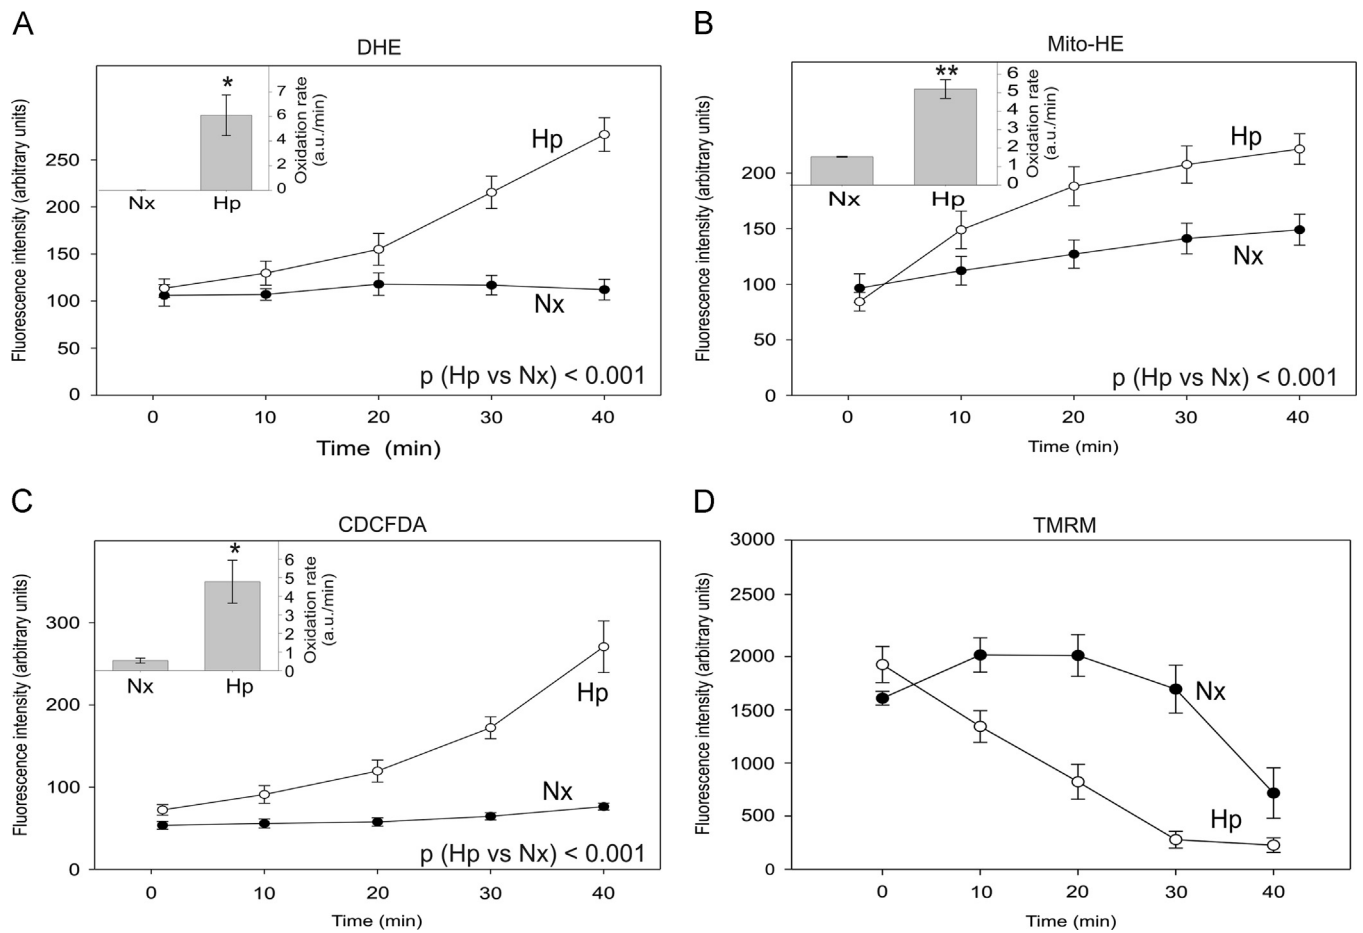 A
DHE
Fluorescence intensity (arbitrary units)
250
200
150
100
50
0
0 10 20 30 40
Time (min)
Hp
Nx
p (Hp vs Nx) < 0.001
*
Nx Hp
7
6
4
2
0
Oxidation rate
(a.u./min)
B
Mito-HE
Fluorescence intensity (arbitrary units)
200
150
100
50
0
0 10 20 30 40
Time (min)
Hp
Nx
p (Hp vs Nx) < 0.001
**
Nx Hp
6
5
4
3
2
1
0
Oxidation rate
(a.u./min)
C
CDCFDA
Fluorescence intensity (arbitrary units)
300
200
100
0
0 10 20 30 40
Time (min)
Hp
Nx
p (Hp vs Nx) < 0.001
*
Nx Hp
6
5
4
3
2
1
0
Oxidation rate
(a.u./min)
D
TMRM
Fluorescence intensity (arbitrary units)
3000
2500
2000
1500
1000
500
0
0 10 20 30 40
Time (min)
Nx
Hp